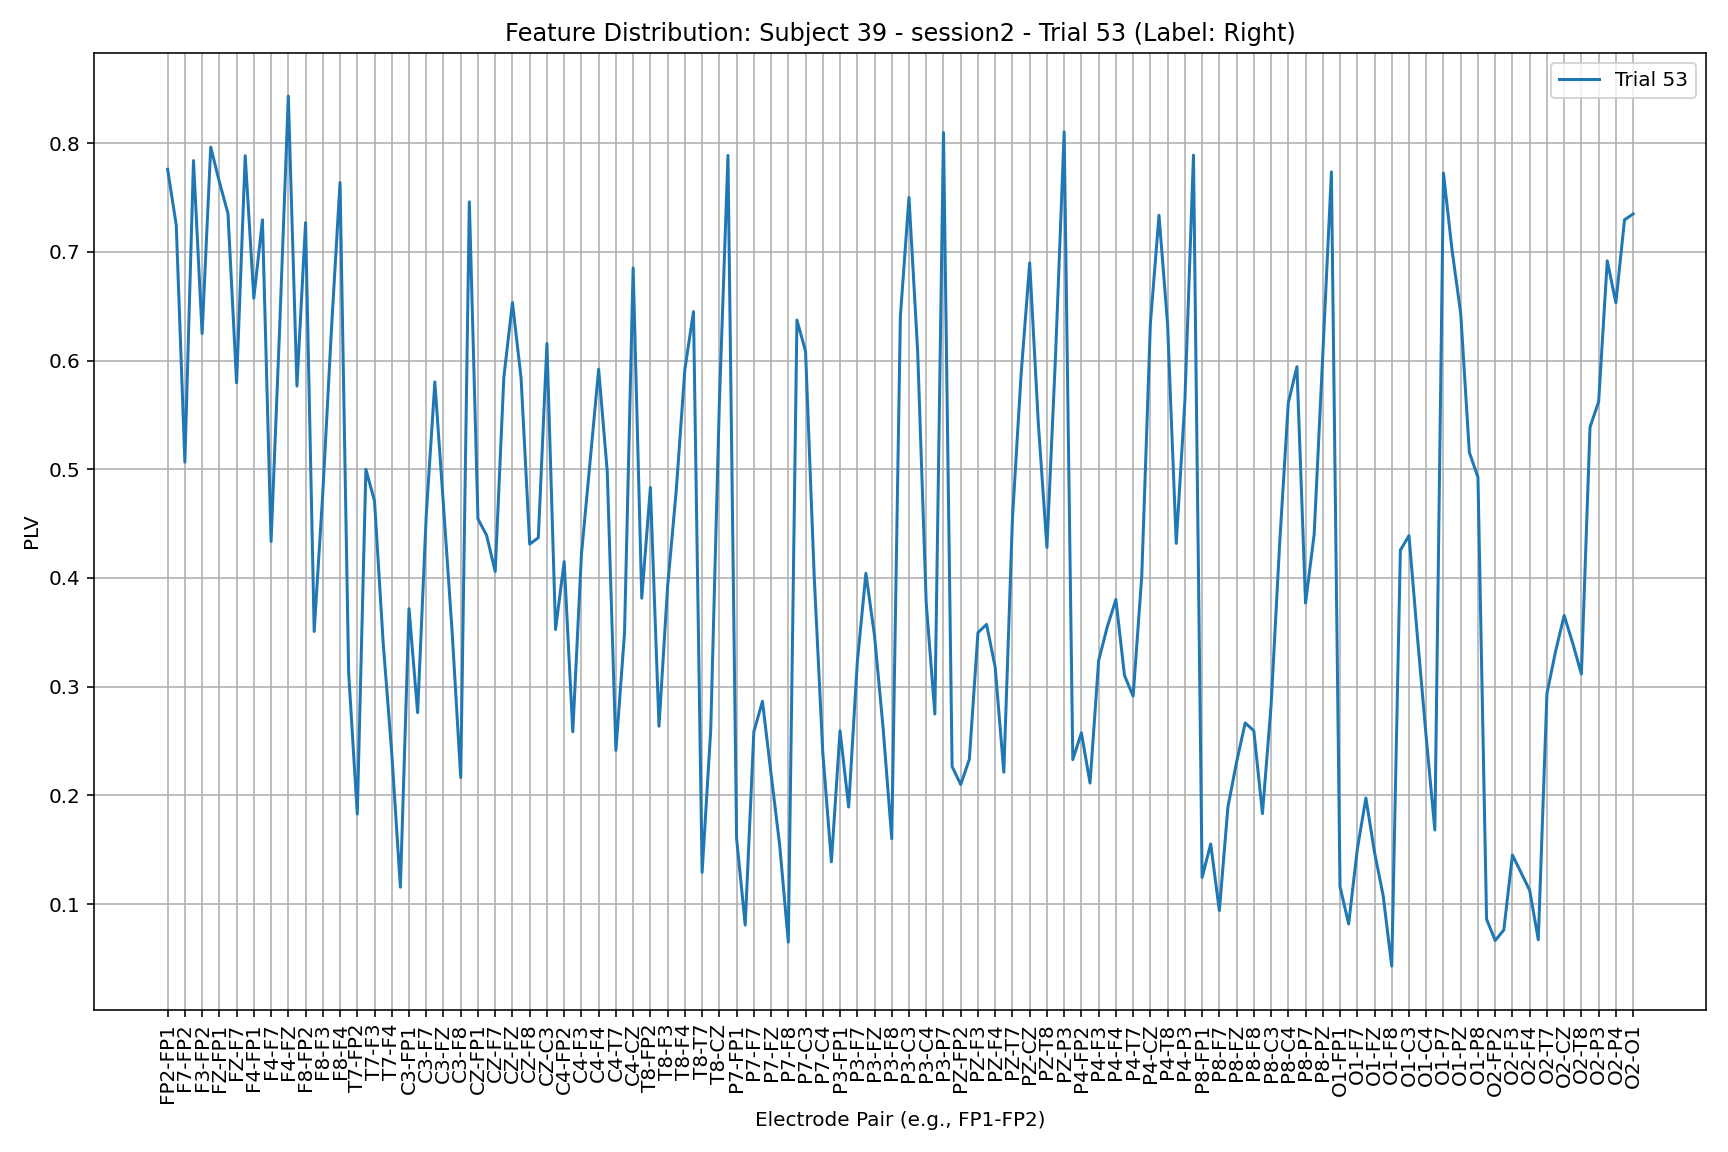 Feature Distribution: Subject 39 - session2 - Trial 53 (Label: Right)
Trial 53
PLV
0.8
0.7
0.6
0.5
0.4
0.3
0.2
0.1
FP2-FP1
F7-FP2
F3-FP2
FZ-FP1
FZ-F7
F4-FP1
F4-F7
F4-FZ
F8-FP2
F8-F3
F8-F4
T7-FP2
T7-F3
T7-F4
C3-FP1
C3-F7
C3-FZ
C3-F8
CZ-FP1
CZ-F7
CZ-FZ
CZ-F8
CZ-C3
C4-FP2
C4-F3
C4-F4
C4-T7
C4-CZ
T8-FP2
T8-F3
T8-F4
T8-T7
T8-CZ
P7-FP1
P7-F7
P7-FZ
P7-F8
P7-C3
P7-C4
P3-FP1
P3-F7
P3-FZ
P3-F8
P3-C3
P3-C4
P3-P7
PZ-FP2
PZ-F3
PZ-F4
PZ-T7
PZ-CZ
PZ-T8
PZ-P3
P4-FP2
P4-F3
P4-F4
P4-T7
P4-CZ
P4-T8
P4-P3
P8-FP1
P8-F7
P8-FZ
P8-F8
P8-C3
P8-C4
P8-P7
P8-PZ
O1-FP1
O1-F7
O1-FZ
O1-F8
O1-C3
O1-C4
O1-P7
O1-PZ
O1-P8
O2-FP2
O2-F3
O2-F4
O2-T7
O2-CZ
O2-T8
O2-P3
O2-P4
O2-O1
Electrode Pair (e.g., FP1-FP2)